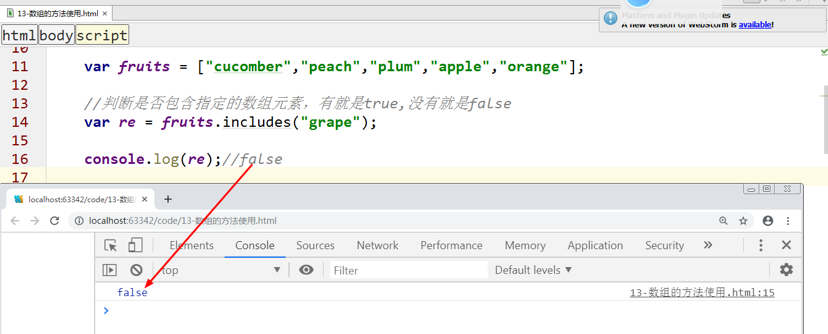 13-数组的方法使用.html
Platform and Plugin Updates
A new version of WebStorm is available!
html body script
10
11 var fruits = ["cucomber","peach","plum","apple","orange"];
12
13 //判断是否包含指定的数组元素，有就是true,没有就是false
14 var re = fruits.includes("grape");
15
16 console.log(re);//false
17
localhost:63342/code/13-数组
localhost:63342/code/13-数组的方法使用.html
Elements Console Sources Network Performance Memory Application Security
top Filter Default levels
false 13-数组的方法使用.html:15